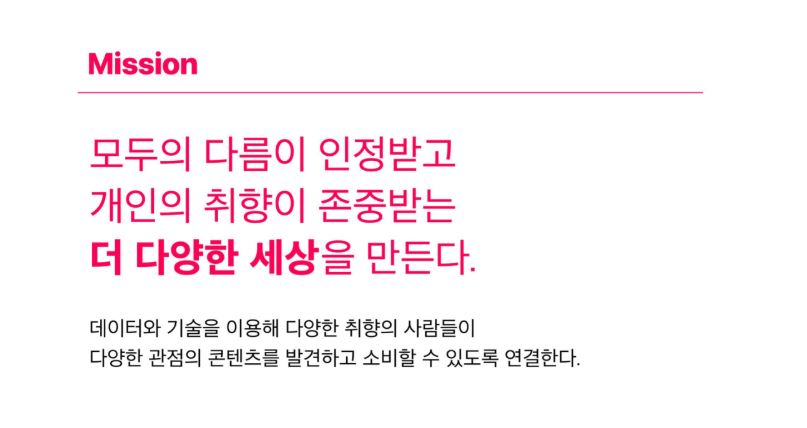 Mission
모두의 다름이 인정받고
개인의 취향이 존중받는
더 다양한 세상을 만든다.
데이터와 기술을 이용해 다양한 취향의 사람들이
다양한 관점의 콘텐츠를 발견하고 소비할 수 있도록 연결한다.